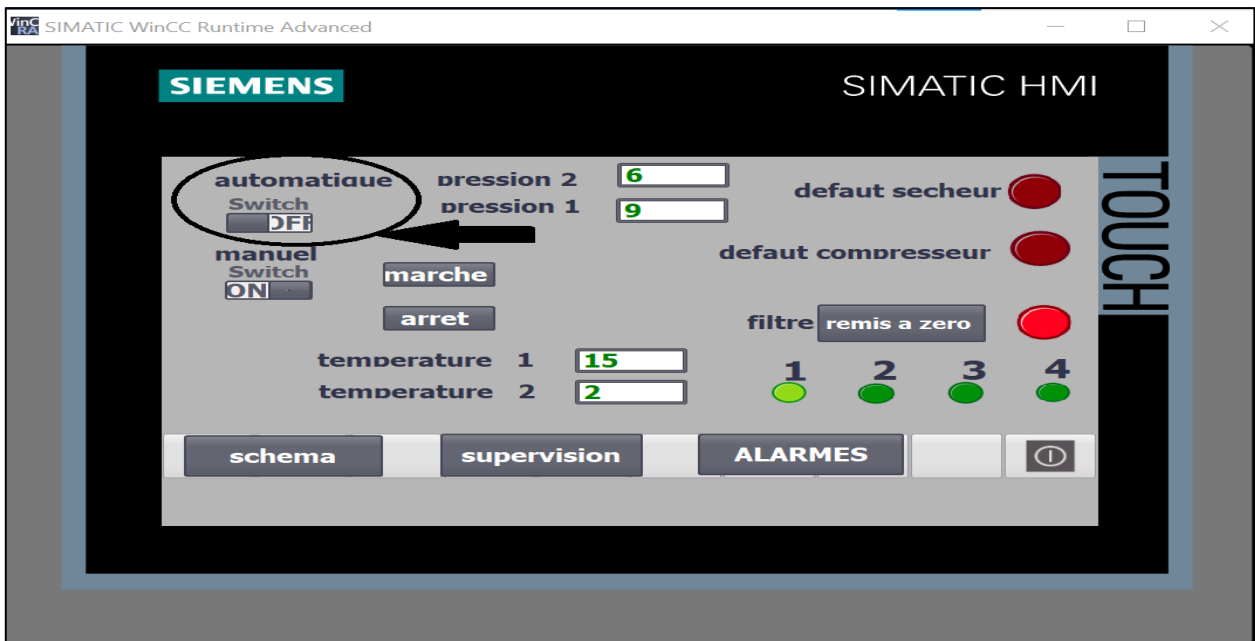 SIMATIC WinCC Runtime Advanced
SIEMENS
SIMATIC HMI
TOUCH
automatique
Switch
OFF
pression 2
6
pression 1
9
defaut secheur
manuel
Switch
ON
marche
arret
defaut compresseur
filtre
remis a zero
temperature 1
15
temperature 2
2
1 2 3 4
schema
supervision
ALARMES